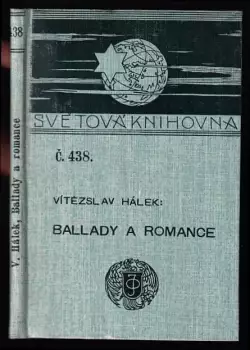 438
V. Hálek, Ballady a romance
SVĚTOVÁ KNIHOVNA
Č. 438.
VÍTĚZSLAV HÁLEK:
BALLADY A ROMANCE